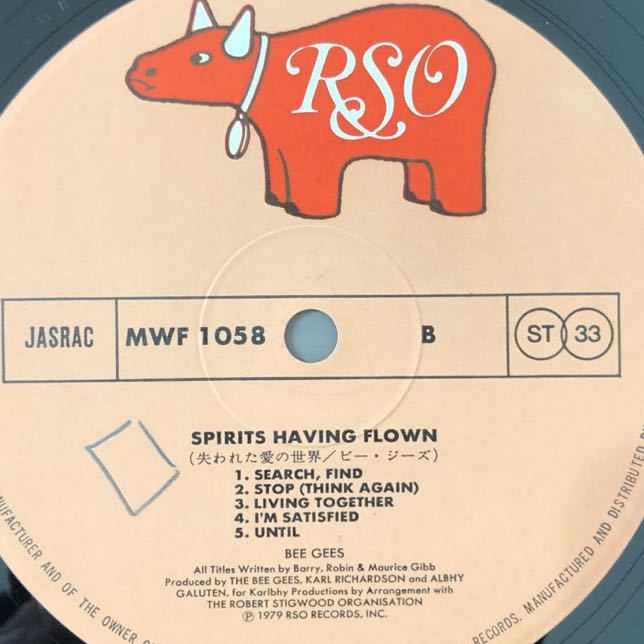 RSO
JASRAC MWF 1058 B ST 33
SPIRITS HAVING FLOWN
(失われた愛の世界/ビー・ジーズ)
1. SEARCH, FIND
2. STOP (THINK AGAIN)
3. LIVING TOGETHER
4. I'M SATISFIED
5. UNTIL
BEE GEES
All Titles Written by Barry, Robin & Maurice Gibb
Produced by THE BEE GEES, KARL RICHARDSON and ALBHY
GALUTEN, for Karlbhy Productions by Arrangement with
THE ROBERT STIGWOOD ORGANISATION
Ⓟ 1979 RSO RECORDS, INC.
AND OF THE OWNER
RECORDS. MANUFACTURED AND DISTRIBUTED